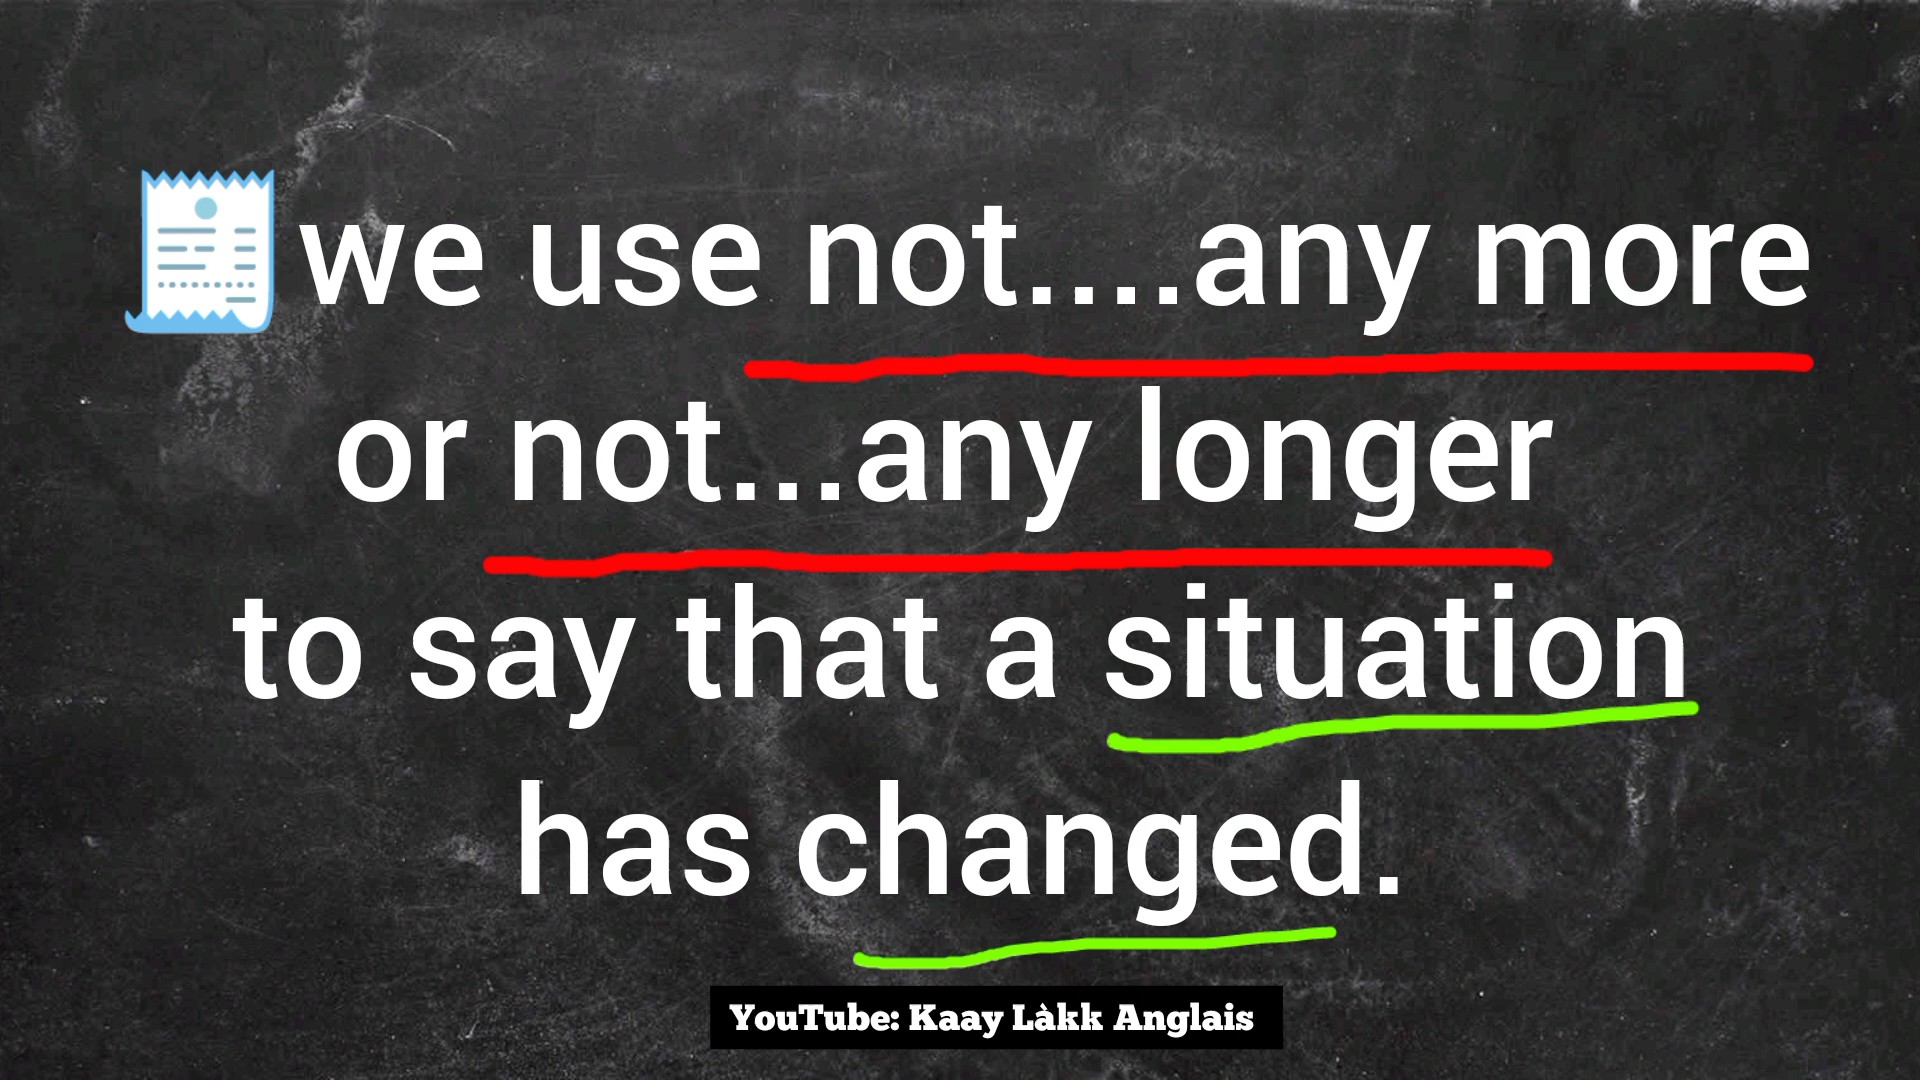 we use not....any more
or not...any longer
to say that a situation
has changed.
YouTube: Kaay Làkk Anglais